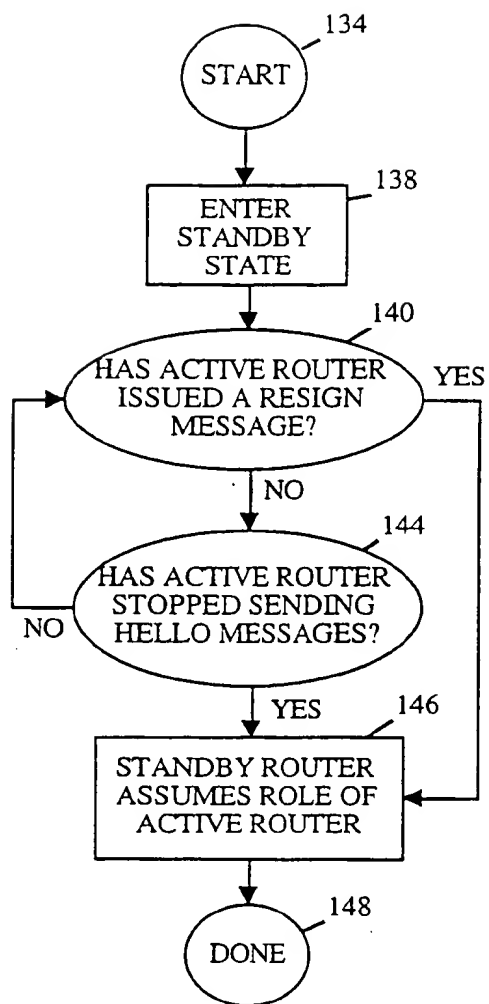 134
START
138
ENTER
STANDBY
STATE
140
HAS ACTIVE ROUTER
ISSUED A RESIGN
MESSAGE?
YES
NO
144
HAS ACTIVE ROUTER
STOPPED SENDING
HELLO MESSAGES?
NO
YES
146
STANDBY ROUTER
ASSUMES ROLE OF
ACTIVE ROUTER
148
DONE